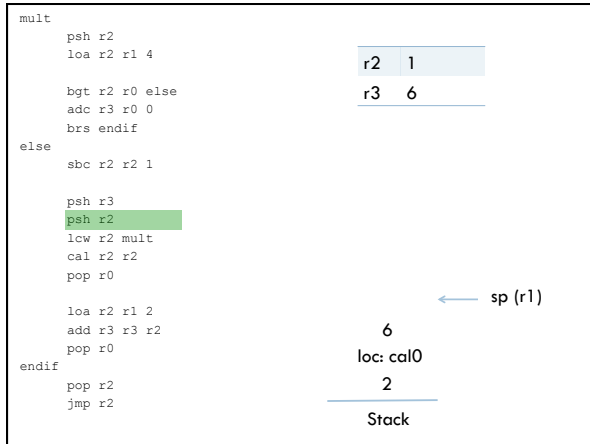 mult
psh r2
loa r2 r1 4
bgt r2 r0 else
adc r3 r0 0
brs endif
else
sbc r2 r2 1
psh r3
psh r2
lcw r2 mult
cal r2 r2
pop r0
loa r2 r1 2
add r3 r3 r2
pop r0
endif
pop r2
jmp r2
r2 1
r3 6
sp (r1)
6
loc: cal0
2
Stack